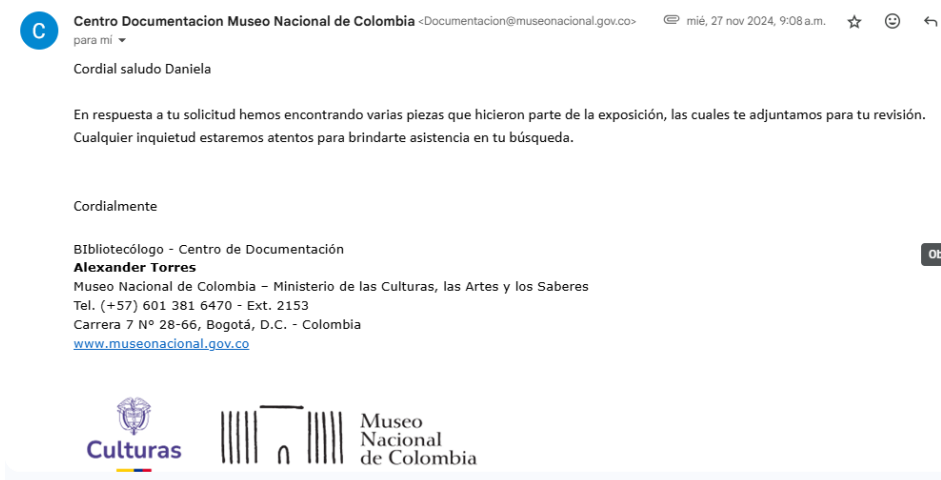 C
Centro Documentacion Museo Nacional de Colombia <Documentacion@museonacional.gov.co> mié, 27 nov 2024, 9:08 a.m.
para mí
Cordial saludo Daniela
En respuesta a tu solicitud hemos encontrando varias piezas que hicieron parte de la exposición, las cuales te adjuntamos para tu revisión.
Cualquier inquietud estaremos atentos para brindarte asistencia en tu búsqueda.
Cordialmente
BIbliotecólogo - Centro de Documentación
Alexander Torres
Museo Nacional de Colombia – Ministerio de las Culturas, las Artes y los Saberes
Tel. (+57) 601 381 6470 - Ext. 2153
Carrera 7 N° 28-66, Bogotá, D.C. - Colombia
www.museonacional.gov.co
Culturas
Museo
Nacional
de Colombia